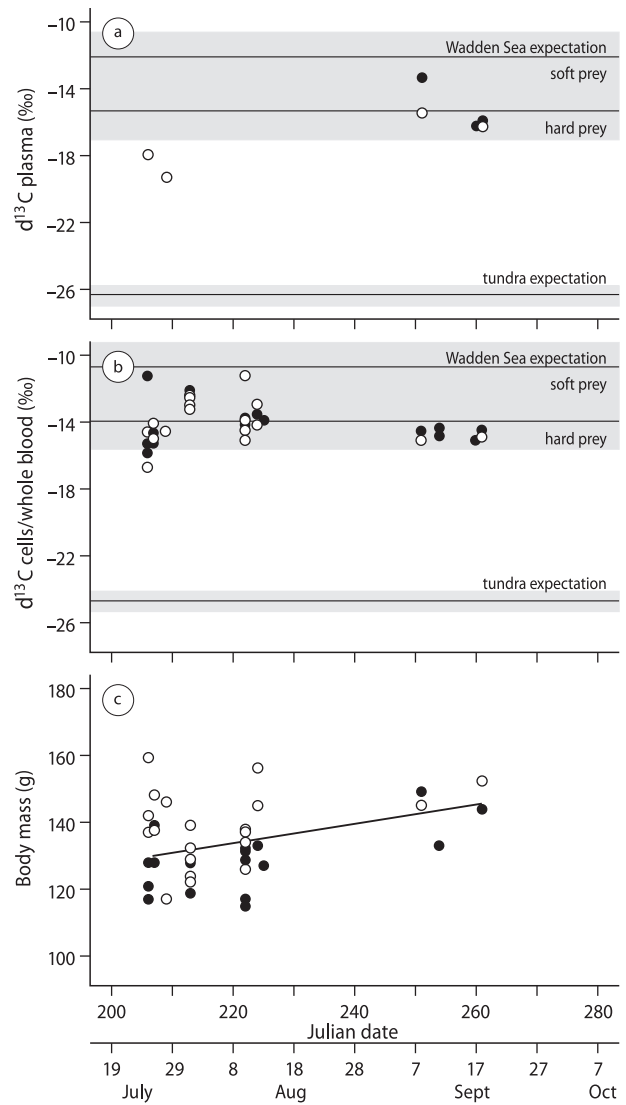 a
−10
−14
−18
−22
−26
d¹³C plasma (‰)
Wadden Sea expectation
soft prey
hard prey
tundra expectation
b
−10
−14
−18
−22
−26
d¹³C cells/whole blood (‰)
Wadden Sea expectation
soft prey
hard prey
tundra expectation
c
180
160
140
120
100
Body mass (g)
200 220 240 260 280
Julian date
19 29 8 18 28 7 17 27 7
July Aug Sept Oct